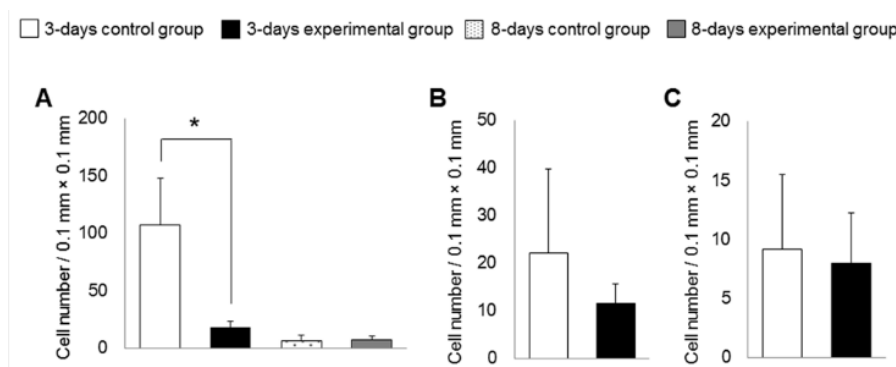 3-days control group 3-days experimental group 8-days control group 8-days experimental group
A
Cell number / 0.1 mm × 0.1 mm
200
150
100
50
0
*
B
Cell number / 0.1 mm × 0.1 mm
50
40
30
20
10
0
C
Cell number / 0.1 mm × 0.1 mm
20
15
10
5
0